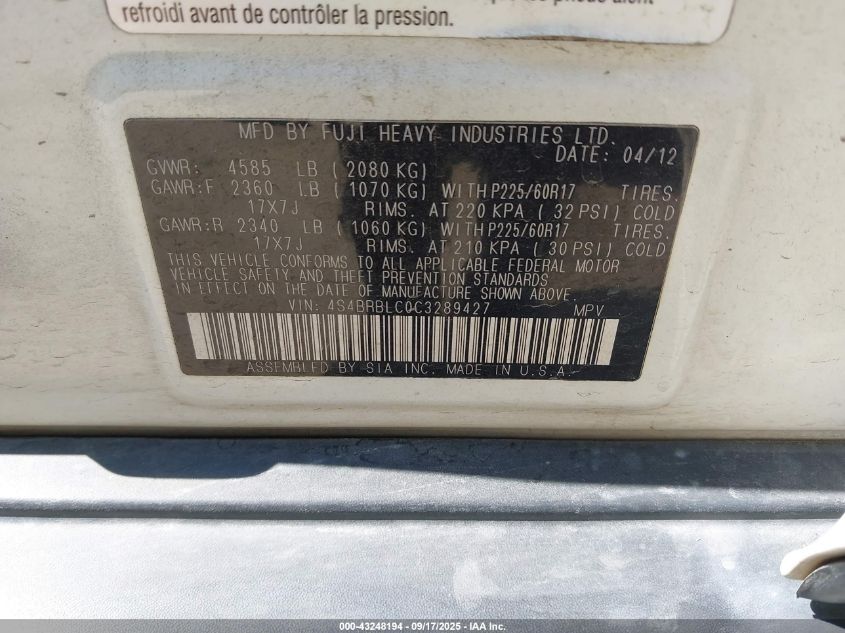 refroidi avant de contrôler la pression.
MFD BY FUJI HEAVY INDUSTRIES LTD.
DATE: 04/12
GVWR: 4585 LB (2080 KG)
GAWR:F 2360 LB (1070 KG) WITH P225/60R17 TIRES.
17X7J RIMS. AT 220 KPA (32 PSI) COLD
GAWR:R 2340 LB (1060 KG) WITH P225/60R17 TIRES.
17X7J RIMS. AT 210 KPA (30 PSI) COLD
THIS VEHICLE CONFORMS TO ALL APPLICABLE FEDERAL MOTOR
VEHICLE SAFETY AND THEFT PREVENTION STANDARDS
IN EFFECT ON THE DATE OF MANUFACTURE SHOWN ABOVE.
VIN: 4S4BRBLC0C3289427 MPV
ASSEMBLED BY SIA INC. MADE IN U.S.A.
000-43248194 - 09/17/2025 - IAA Inc.